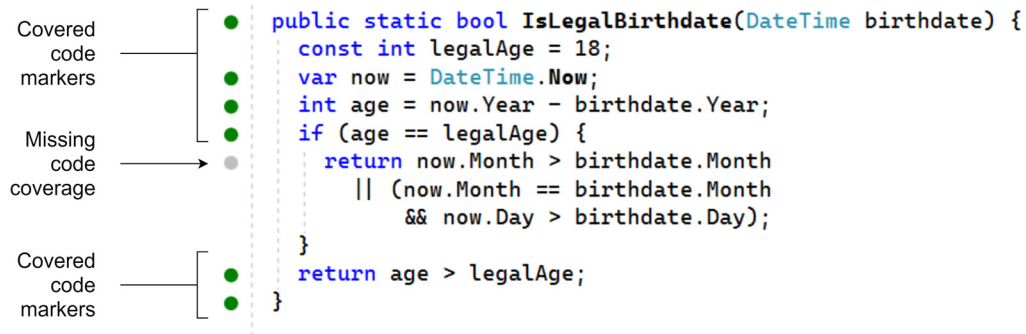 Covered
code
markers
Missing
code
coverage
Covered
code
markers
public static bool IsLegalBirthdate(DateTime birthdate) {
const int legalAge = 18;
var now = DateTime.Now;
int age = now.Year - birthdate.Year;
if (age == legalAge) {
return now.Month > birthdate.Month
|| (now.Month == birthdate.Month
&& now.Day > birthdate.Day);
}
return age > legalAge;
}